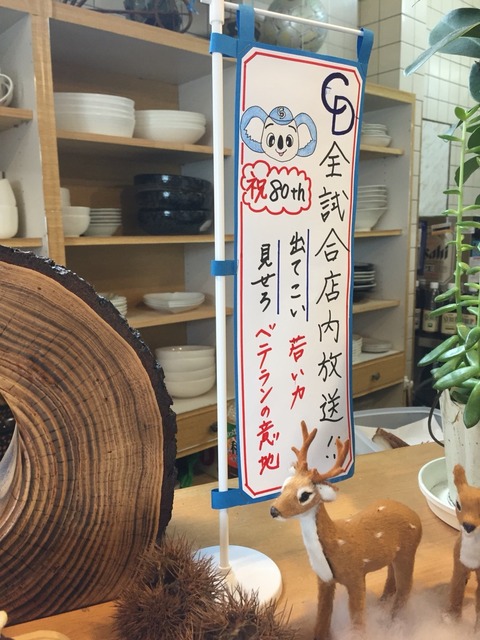 CD
全試合店内放送!!
祝80th
出てこい若い力
見せろベテランの意地